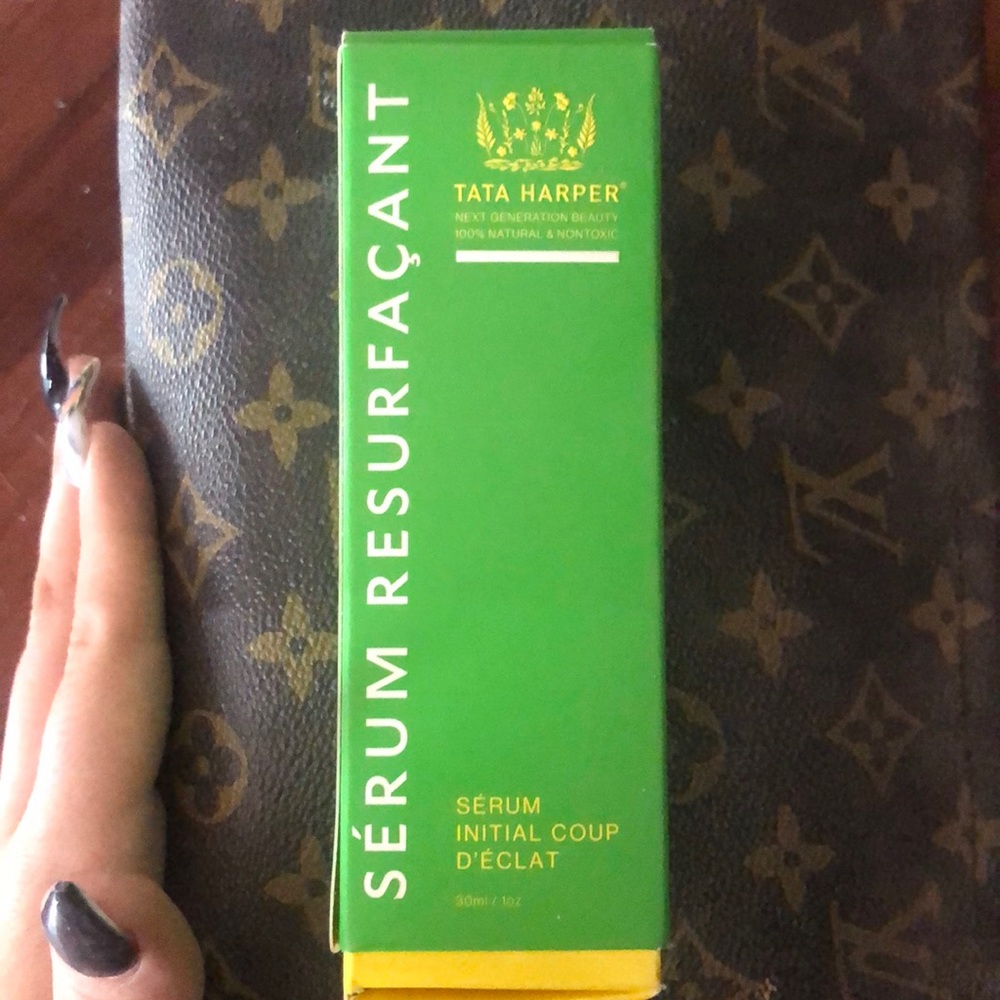 SÉRUM RESURFAÇANT
TATA HARPER®
NEXT GENERATION BEAUTY
100% NATURAL & NONTOXIC
SÉRUM
INITIAL COUP
D'ÉCLAT
30ml / 1oz